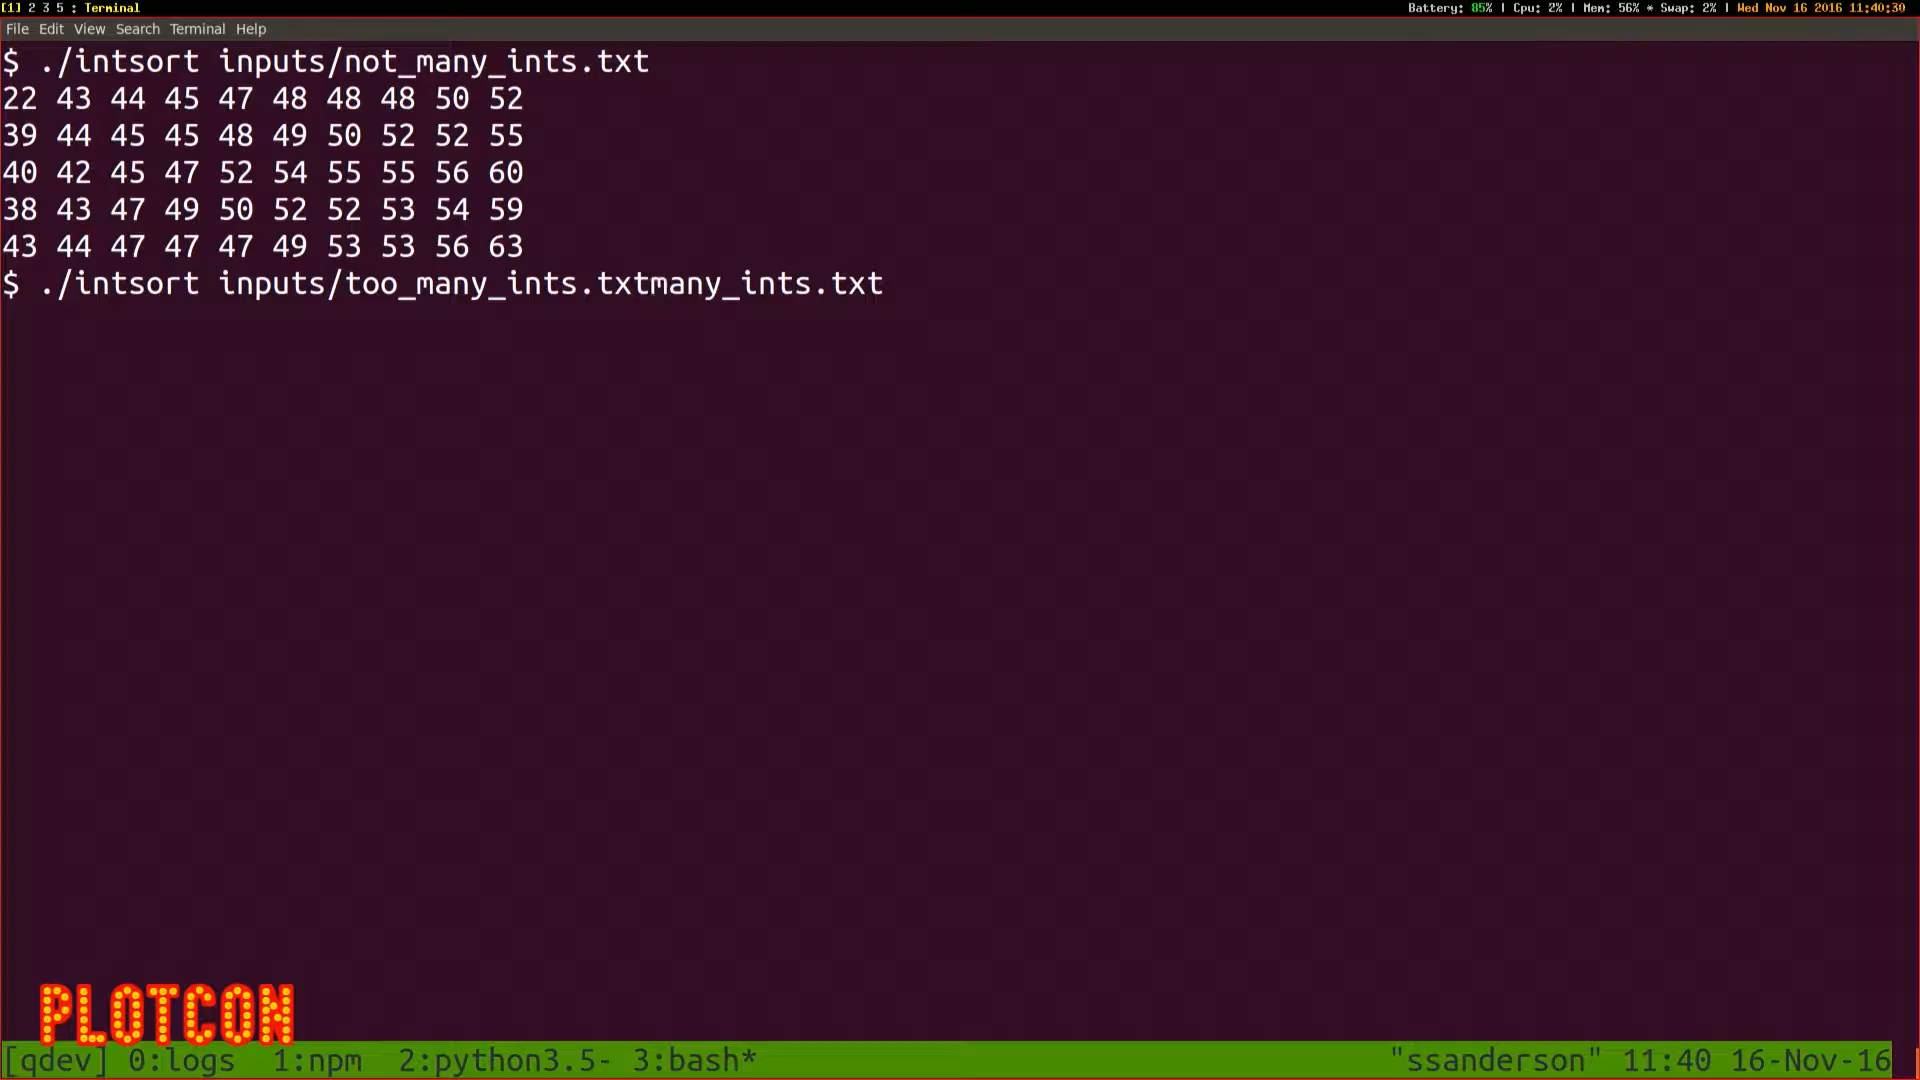 [1] 2 3 5 : Terminal
Battery: 85% | Cpu: 2% | Mem: 56% * Swap: 2% | Wed Nov 16 2016 11:40:30
File Edit View Search Terminal Help
$ ./intsort inputs/not_many_ints.txt
22 43 44 45 47 48 48 48 50 52
39 44 45 45 48 49 50 52 52 55
40 42 45 47 52 54 55 55 56 60
38 43 47 49 50 52 52 53 54 59
43 44 47 47 47 49 53 53 56 63
$ ./intsort inputs/too_many_ints.txtmany_ints.txt
PLOTCON
[qdev] 0:logs 1:npm 2:python3.5- 3:bash*
"ssanderson" 11:40 16-Nov-16